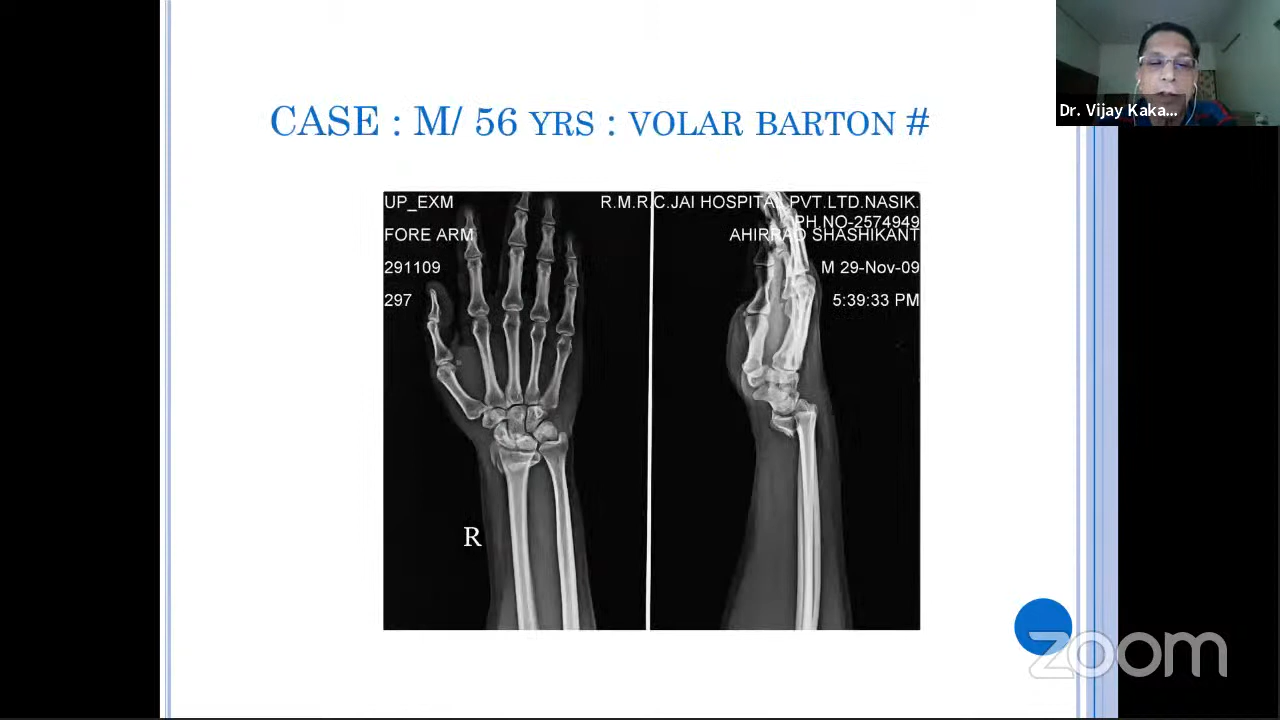 CASE : M/ 56 YRS : VOLAR BARTON #
Dr. Vijay Kaka...
UP_EXM
R.M.R.C.JAI HOSPITAL PVT.LTD.NASIK.
PH.NO-2574949
FORE ARM
AHIRRAO SHASHIKANT
291109
M 29-Nov-09
297
5:39:33 PM
R
zoom